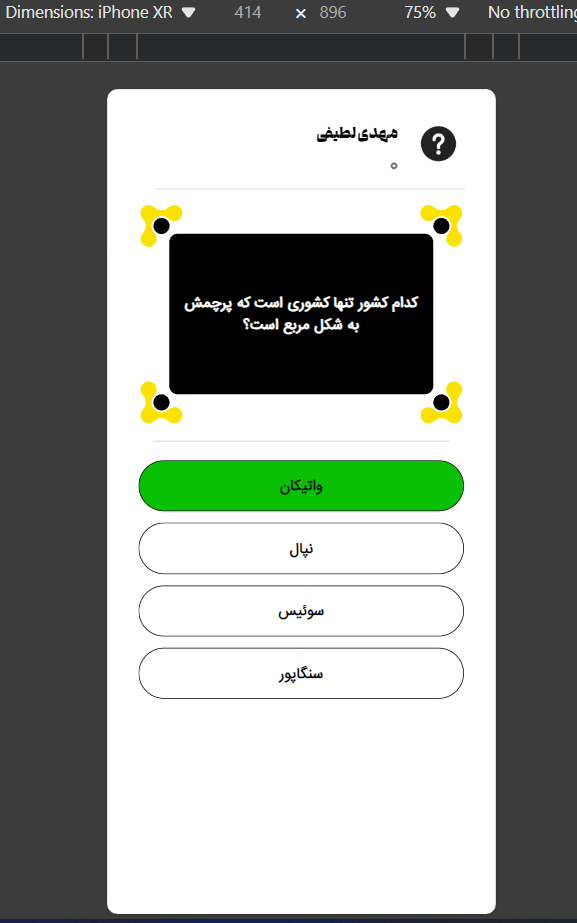 Dimensions: iPhone XR ▼ 414 × 896 75% ▼ No throttling
مهدی لطیفی
?
کدام کشور تنها کشوری است که پرچمش
به شکل مربع است؟
واتیکان
نپال
سوئیس
سنگاپور